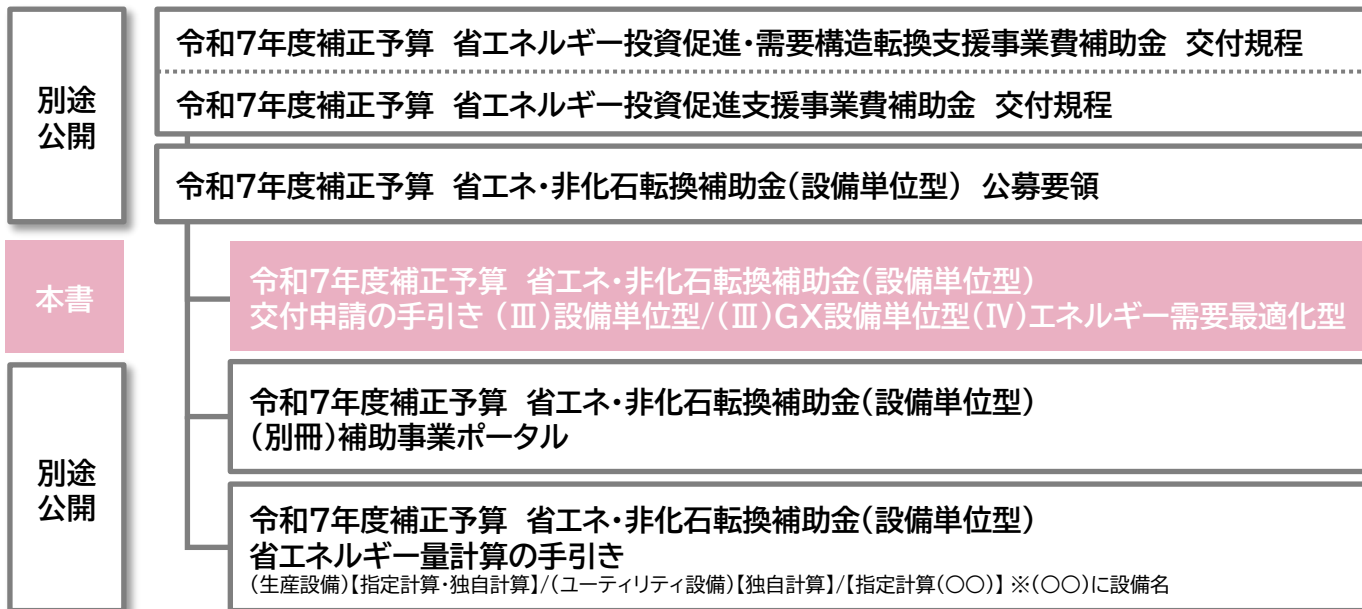 別途
公開
令和7年度補正予算 省エネルギー投資促進・需要構造転換支援事業費補助金 交付規程
令和7年度補正予算 省エネルギー投資促進支援事業費補助金 交付規程
令和7年度補正予算 省エネ・非化石転換補助金(設備単位型) 公募要領
本書
令和7年度補正予算 省エネ・非化石転換補助金(設備単位型)
交付申請の手引き (Ⅲ)設備単位型/(Ⅲ)GX設備単位型(Ⅳ)エネルギー需要最適化型
別途
公開
令和7年度補正予算 省エネ・非化石転換補助金(設備単位型)
(別冊)補助事業ポータル
令和7年度補正予算 省エネ・非化石転換補助金(設備単位型)
省エネルギー量計算の手引き
(生産設備)【指定計算・独自計算】/(ユーティリティ設備)【独自計算】/【指定計算(○○)】 ※(○○)に設備名